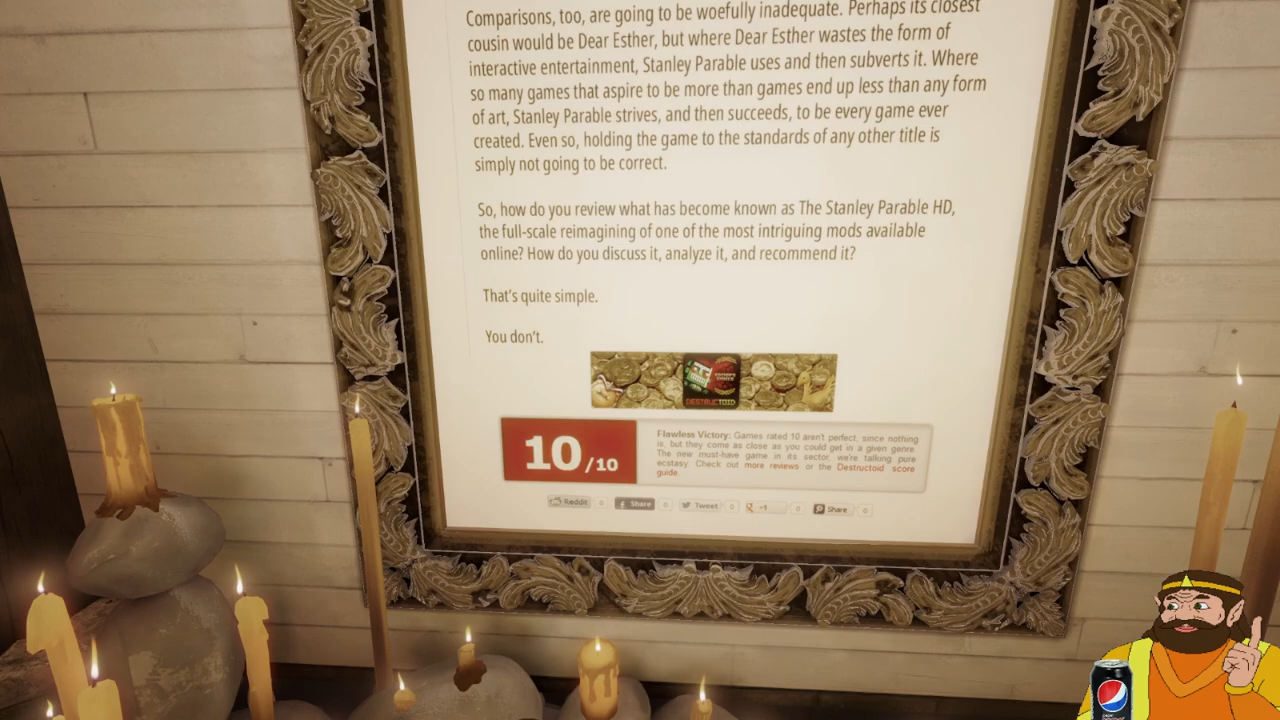 Comparisons, too, are going to be woefully inadequate. Perhaps its closest
cousin would be Dear Esther, but where Dear Esther wastes the form of
interactive entertainment, Stanley Parable uses and then subverts it. Where
so many games that aspire to be more than games end up less than any form
of art, Stanley Parable strives, and then succeeds, to be every game ever
created. Even so, holding the game to the standards of any other title is
simply not going to be correct.
So, how do you review what has become known as The Stanley Parable HD,
the full-scale reimagining of one of the most intriguing mods available
online? How do you discuss it, analyze it, and recommend it?
That's quite simple.
You don't.
DESTRUCTOID
10/10
Flawless Victory: Games rated 10 aren't perfect, since nothing
is, but they come as close as you could get in a given genre.
The new must-have game in its sector, we're talking pure
ecstasy. Check out more reviews or the Destructoid score
guide.
Reddit 0 Share 0 Tweet 0 +1 0 Share 0